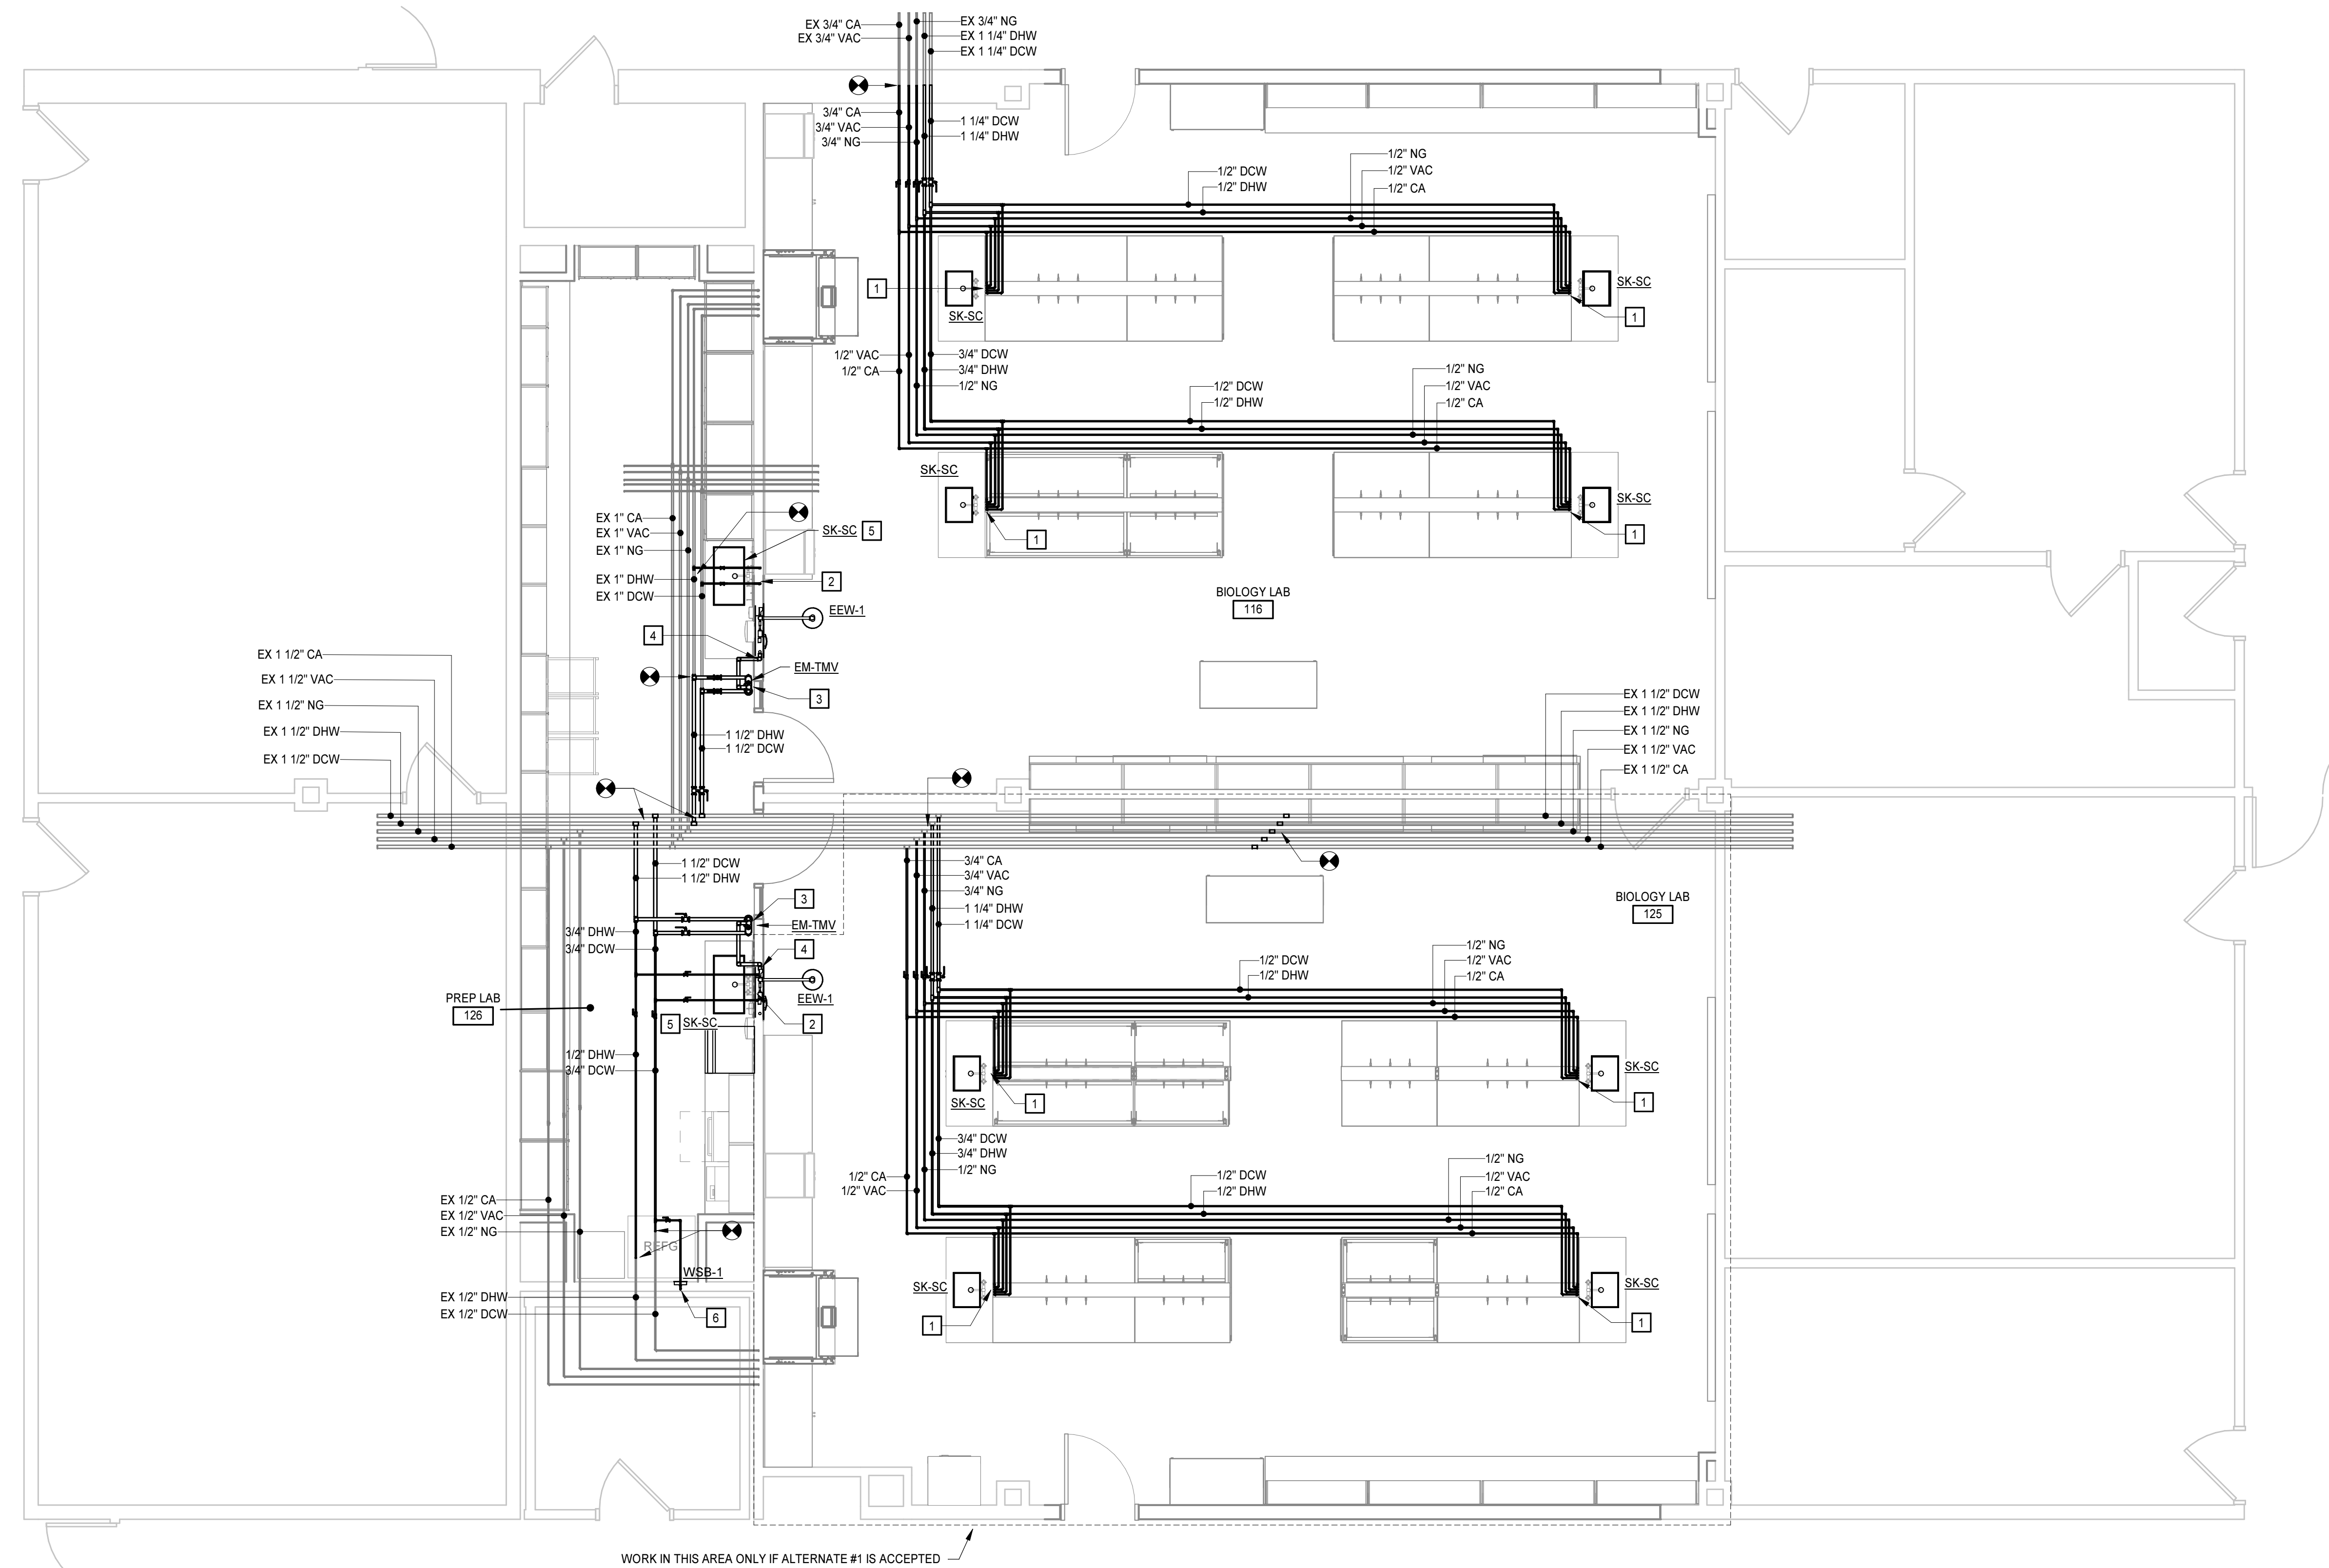 EX 3/4" CA
EX 3/4" VAC
EX 3/4" NG
EX 1 1/4" DHW
EX 1 1/4" DCW
3/4" CA
3/4" VAC
3/4" NG
1 1/4" DCW
1 1/4" DHW
1/2" DCW
1/2" DHW
1/2" NG
1/2" VAC
1/2" CA
1
SK-SC
SK-SC
1
1/2" VAC
1/2" CA
3/4" DCW
3/4" DHW
1/2" NG
1/2" DCW
1/2" DHW
1/2" NG
1/2" VAC
1/2" CA
SK-SC
1
SK-SC
1
EX 1" CA
EX 1" VAC
EX 1" NG
EX 1" DHW
EX 1" DCW
SK-SC 5
2
EEW-1
4
EM-TMV
3
BIOLOGY LAB
116
1 1/2" DHW
1 1/2" DCW
EX 1 1/2" CA
EX 1 1/2" VAC
EX 1 1/2" NG
EX 1 1/2" DHW
EX 1 1/2" DCW
EX 1 1/2" DCW
EX 1 1/2" DHW
EX 1 1/2" NG
EX 1 1/2" VAC
EX 1 1/2" CA
1 1/2" DCW
1 1/2" DHW
3
EM-TMV
4
3/4" DHW
3/4" DCW
EEW-1
2
5 SK-SC
PREP LAB
126
1/2" DHW
3/4" DCW
3/4" CA
3/4" VAC
3/4" NG
1 1/4" DHW
1 1/4" DCW
BIOLOGY LAB
125
1/2" DCW
1/2" DHW
1/2" NG
1/2" VAC
1/2" CA
SK-SC
1
SK-SC
1
3/4" DCW
3/4" DHW
1/2" NG
1/2" CA
1/2" VAC
1/2" DCW
1/2" DHW
1/2" NG
1/2" VAC
1/2" CA
SK-SC
1
SK-SC
1
EX 1/2" CA
EX 1/2" VAC
EX 1/2" NG
REFG
WSB-1
6
EX 1/2" DHW
EX 1/2" DCW
WORK IN THIS AREA ONLY IF ALTERNATE #1 IS ACCEPTED